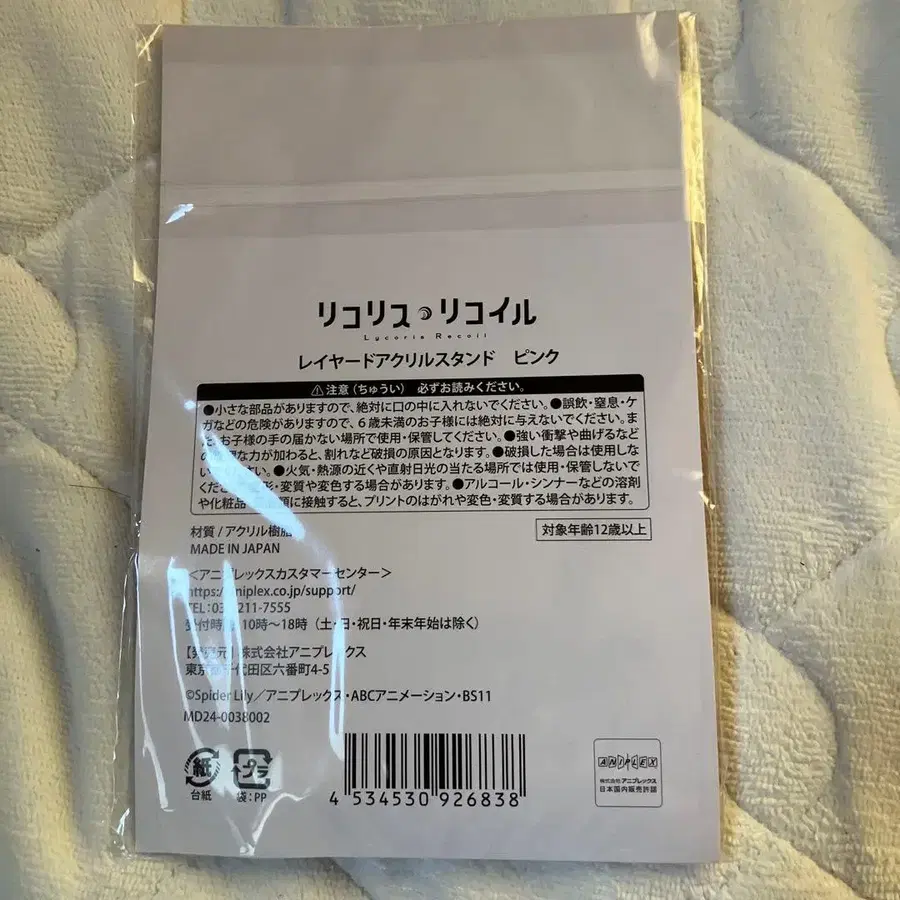 リコリス・リコイル
Lycoris Recoil
レイヤードアクリルスタンド ピンク
⚠注意(ちゅうい) 必ずお読みください。
●小さな部品がありますので、絶対に口の中に入れないでください。●誤飲・窒息・ケ
ガなどの危険がありますので、6歳未満のお子様には絶対に与えないでください。ま
お子様の手の届かない場所で使用・保管してください。●強い衝撃や曲げるなど
な力が加わると、割れなど破損の原因となります。●破損した場合は使用しな
い ください。●火気・熱源の近くや直射日光の当たる場所では使用・保管しないで
くださ 形・変質や変色する場合があります。●アルコール・シンナーなどの溶剤
や化粧品 類に接触すると、プリントのはがれや変色・変質する場合があります。
材質/アクリル樹脂
MADE IN JAPAN
対象年齢12歳以上
<アニプレックスカスタマーセンター>
https://aniplex.co.jp/support/
TEL:03 211-7555
受付時 10時~18時(土・日・祝日・年末年始は除く)
【発売元】株式会社アニプレックス
東京都千代田区六番町4-5
©Spider Lily/アニプレックス・ABCアニメーション・BS11
MD24-0038002
紙
台紙
プラ
袋:PP
4 534530 926838
ANIPLEX
株式会社アニプレックス
日本国内販売許諾